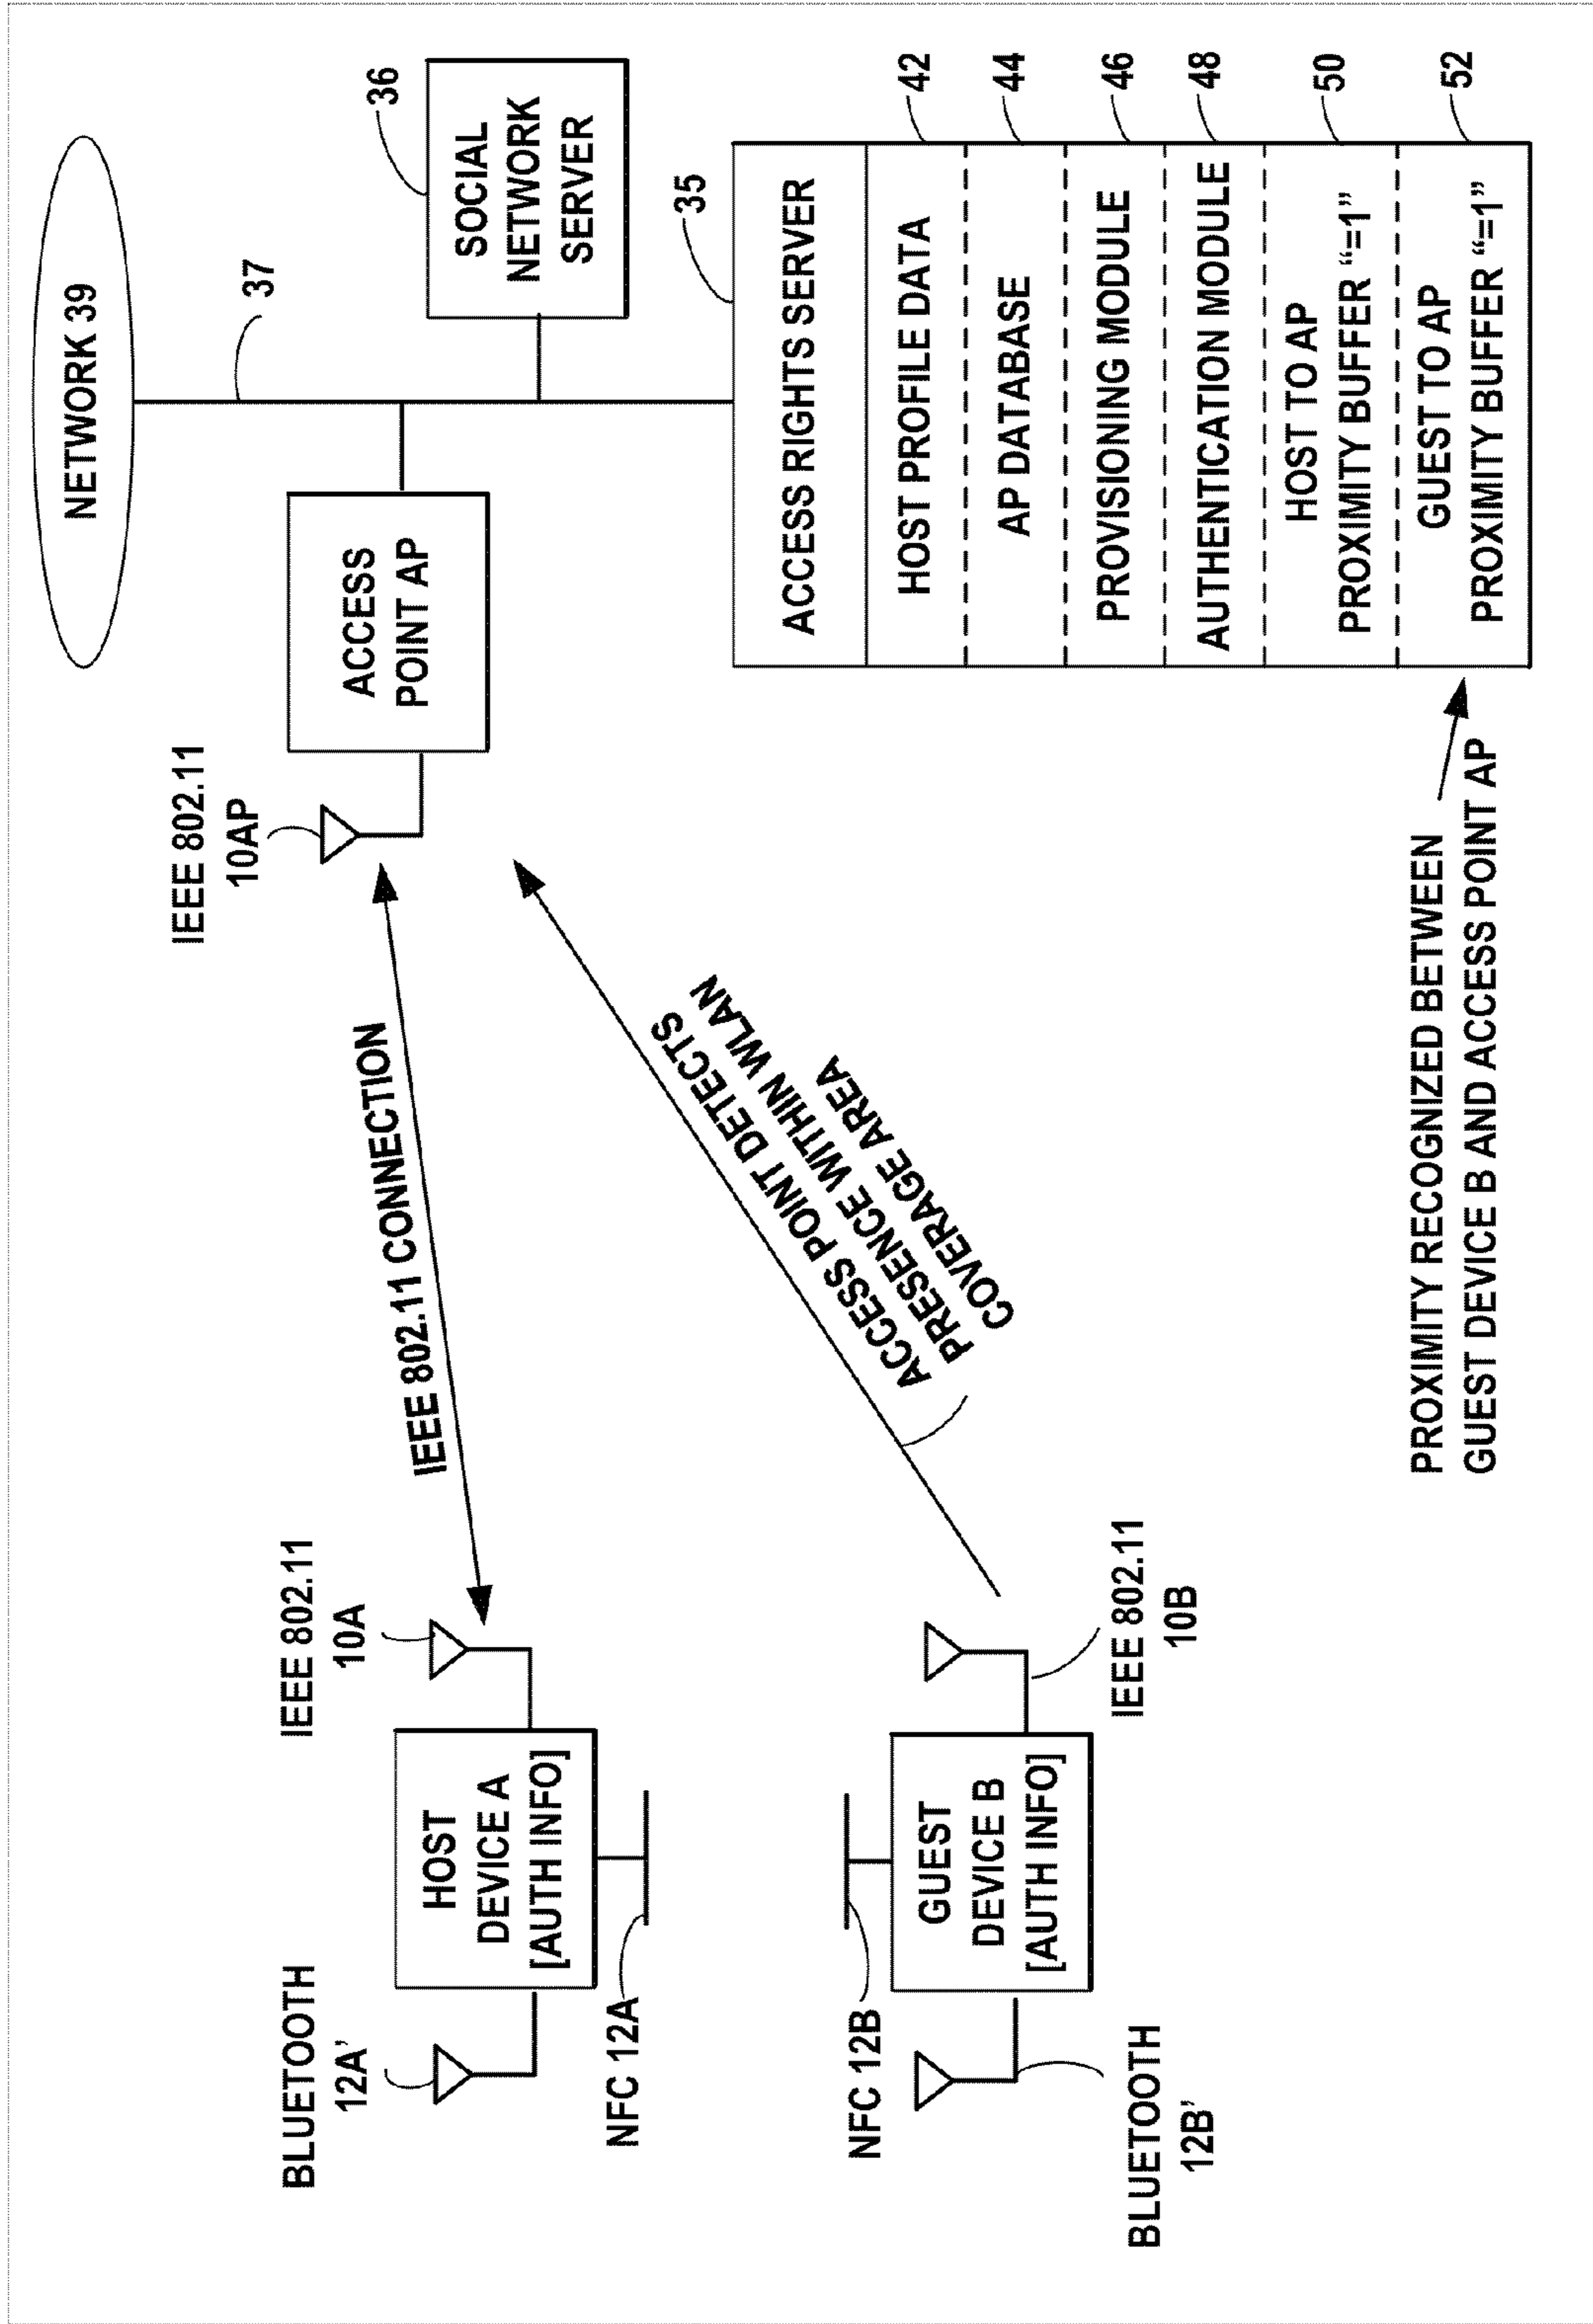 NETWORK 39
37
SOCIAL
NETWORK
SERVER
36
IEEE 802.11
10AP
ACCESS
POINT AP
IEEE 802.11 CONNECTION
IEEE 802.11
10A
BLUETOOTH
12A'
HOST
DEVICE A
[AUTH INFO]
NFC 12A
ACCESS POINT DETECTS
PRESENCE WITHIN WLAN
COVERAGE AREA
NFC 12B
GUEST
DEVICE B
[AUTH INFO]
IEEE 802.11
10B
BLUETOOTH
12B'
35
ACCESS RIGHTS SERVER
HOST PROFILE DATA
42
AP DATABASE
44
PROVISIONING MODULE
46
AUTHENTICATION MODULE
48
HOST TO AP
PROXIMITY BUFFER “=1”
50
GUEST TO AP
PROXIMITY BUFFER “=1”
52
PROXIMITY RECOGNIZED BETWEEN
GUEST DEVICE B AND ACCESS POINT AP